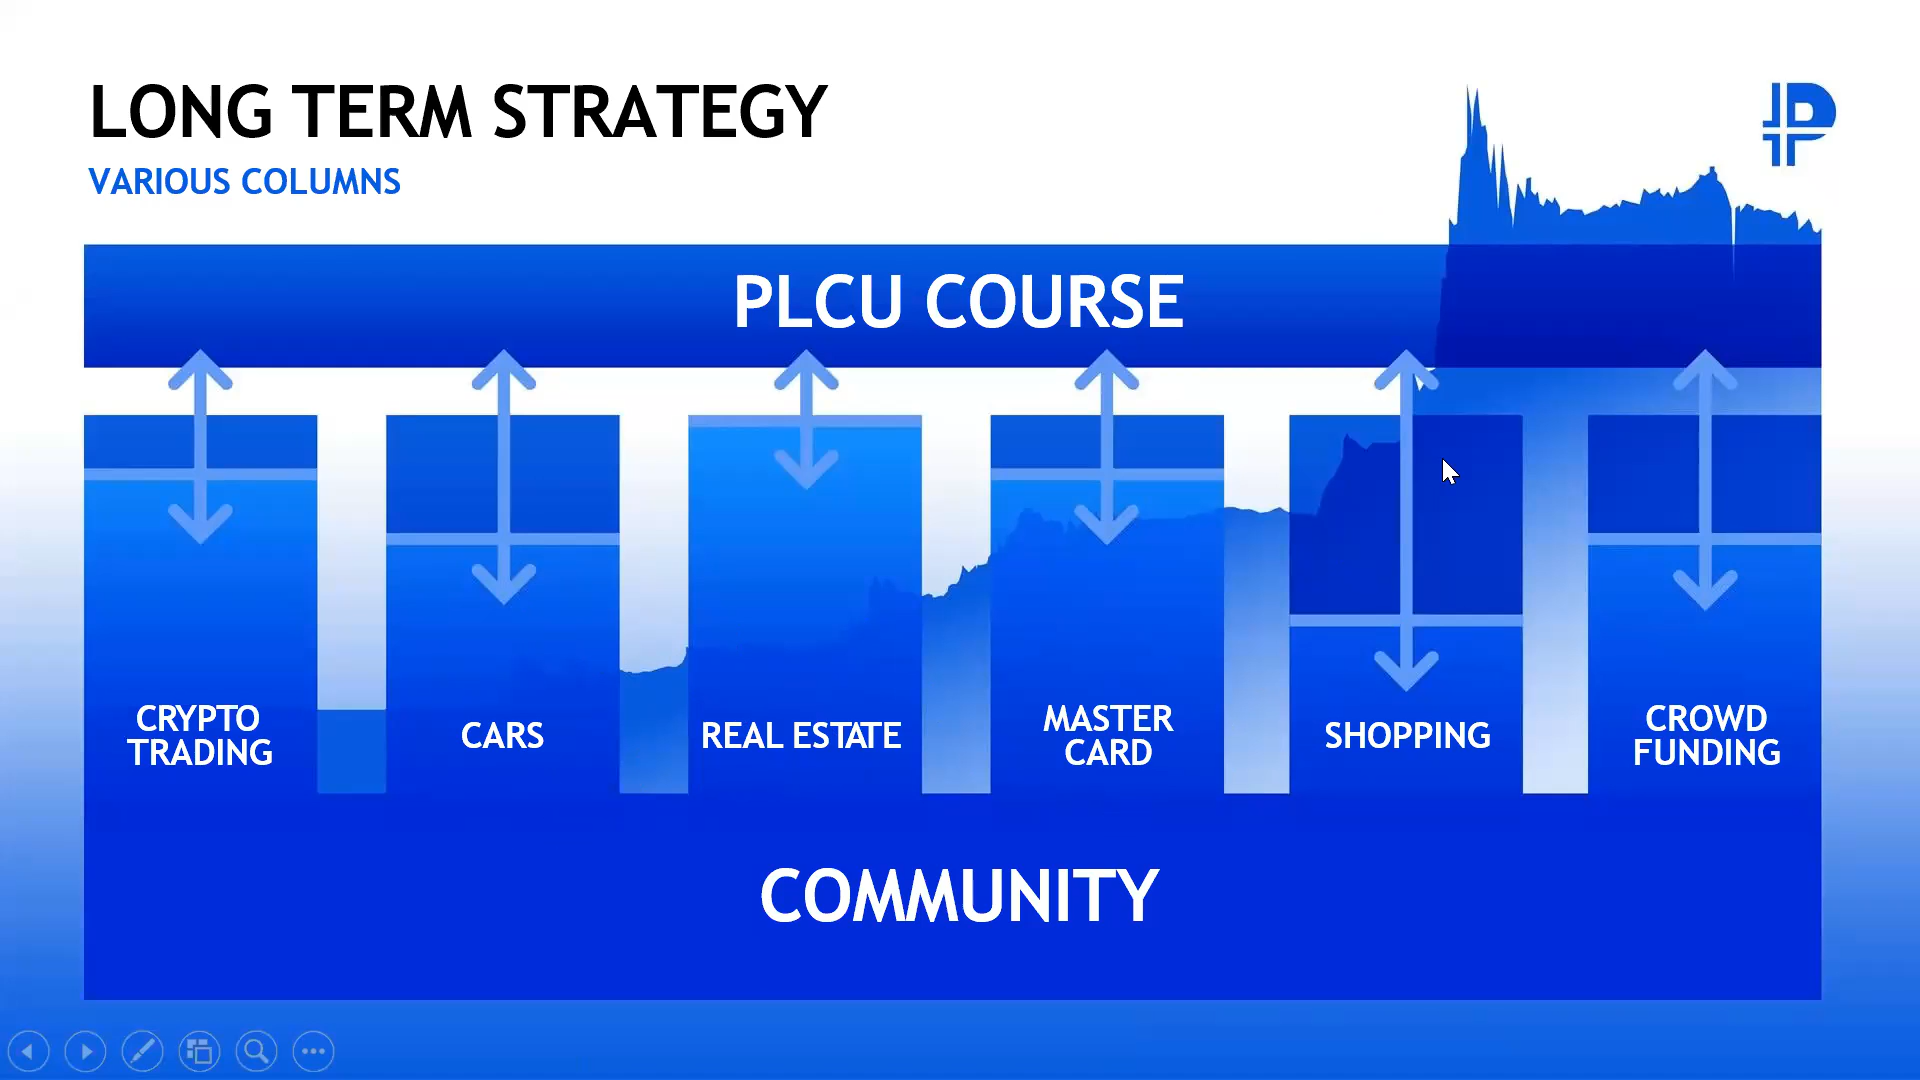 LONG TERM STRATEGY
VARIOUS COLUMNS
PLCU COURSE
CRYPTO
TRADING
CARS
REAL ESTATE
MASTER
CARD
SHOPPING
CROWD
FUNDING
COMMUNITY